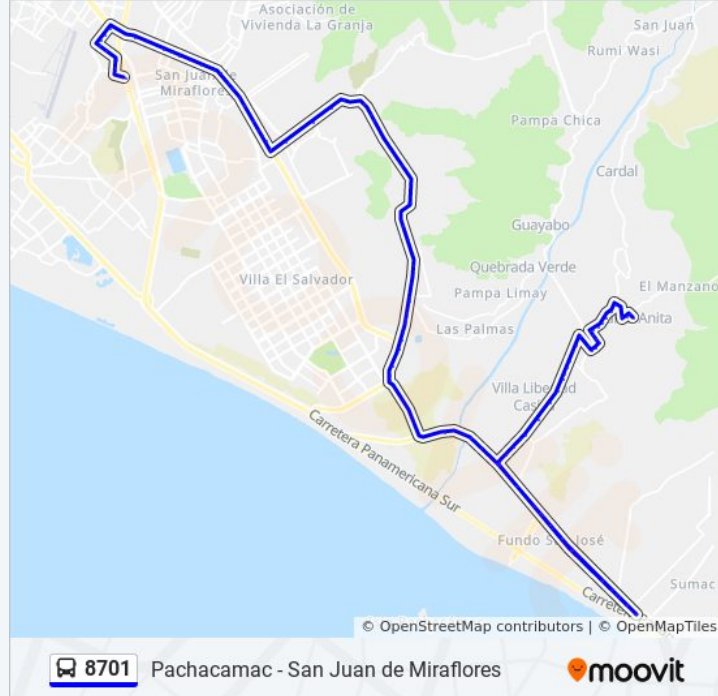 Asociación de
Vivienda La Granja
San Juan
Rumi Wasi
San Juan de
Miraflores
Pampa Chica
Cardal
Guayabo
Quebrada Verde
El Manzano
Villa El Salvador
Pampa Limay
Anita
Las Palmas
Villa Libertad
Carretera Panamericana Sur
Fundo San José
Sumac
© OpenStreetMap contributors | © OpenMapTiles
8701 Pachacamac - San Juan de Miraflores
moovit